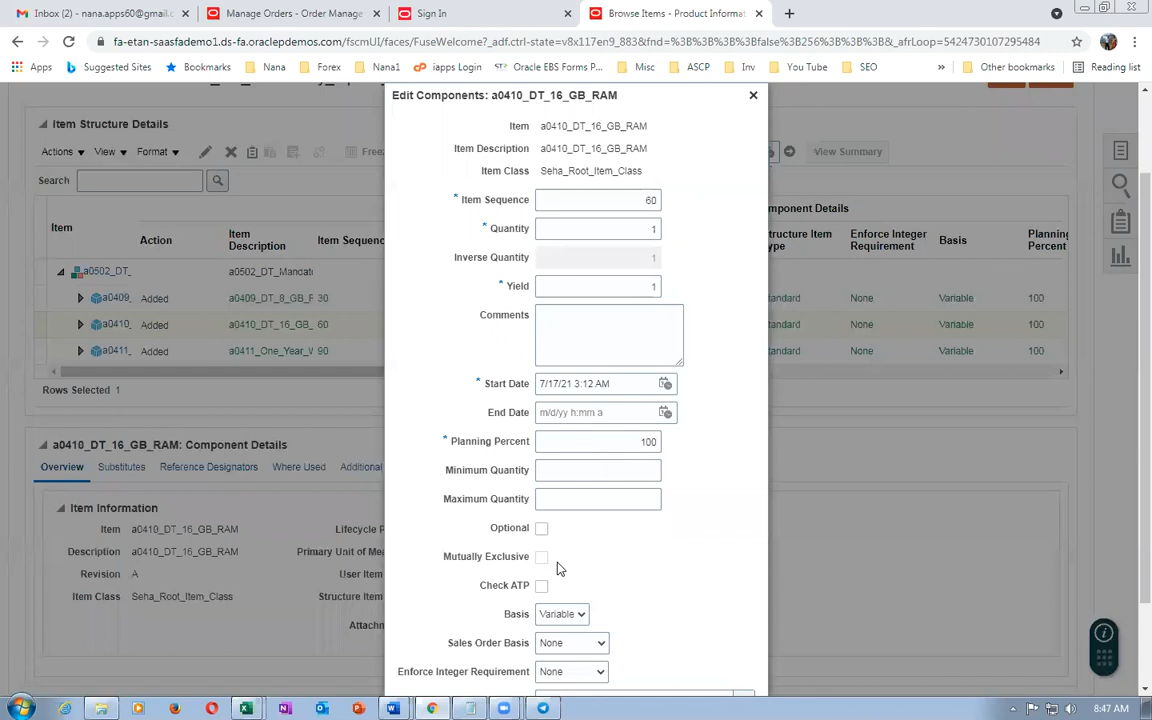 Inbox (2) - nana.apps60@gmail.c
Manage Orders - Order Manage
Sign In
Browse Items - Product Informat
fa-etan-saasfademo1.ds-fa.oraclepdemos.com/fscmUI/faces/FuseWelcome?_adf.ctrl-state=v8x117en9_883&fnd=%3B%3B%3B%3Bfalse%3B256%3B%3B%3B&_afrLoop=5424730107295484
Apps
Suggested Sites
Bookmarks
Nana
Forex
Nana1
iapps Login
Oracle EBS Forms P...
Misc
ASCP
Inv
You Tube
SEO
»
Other bookmarks
Reading list
Edit Components: a0410_DT_16_GB_RAM
Item Structure Details
Item a0410_DT_16_GB_RAM
Item Description a0410_DT_16_GB_RAM
Item Class Seha_Root_Item_Class
Actions View Format Freez
View Summary
Search
* Item Sequence 60
* Quantity 1
Inverse Quantity 1
* Yield 1
Comments
* Start Date 7/17/21 3:12 AM
End Date m/d/yy h:mm a
* Planning Percent 100
Minimum Quantity
Maximum Quantity
Optional
Mutually Exclusive
Check ATP
Basis Variable
Sales Order Basis None
Enforce Integer Requirement None
Component Details
Item Action Item Description Item Sequenc
Structure Item Type Enforce Integer Requirement Basis Planning Percent
a0502_DT_ a0502_DT_Mandati
a0409_ Added a0409_DT_8_GB_F 30 tandard None Variable 100
a0410_ Added a0410_DT_16_GB_ 60 tandard None Variable 100
a0411_ Added a0411_One_Year_V 90 tandard None Variable 100
Rows Selected 1
a0410_DT_16_GB_RAM: Component Details
Overview Substitutes Reference Designators Where Used Additional
Item Information
Item a0410_DT_16_GB_RAM
Description a0410_DT_16_GB_RAM
Revision A
Item Class Seha_Root_Item_Class
Lifecycle P
Primary Unit of Mea
User Item
Structure Item
Attachm
8:47 AM